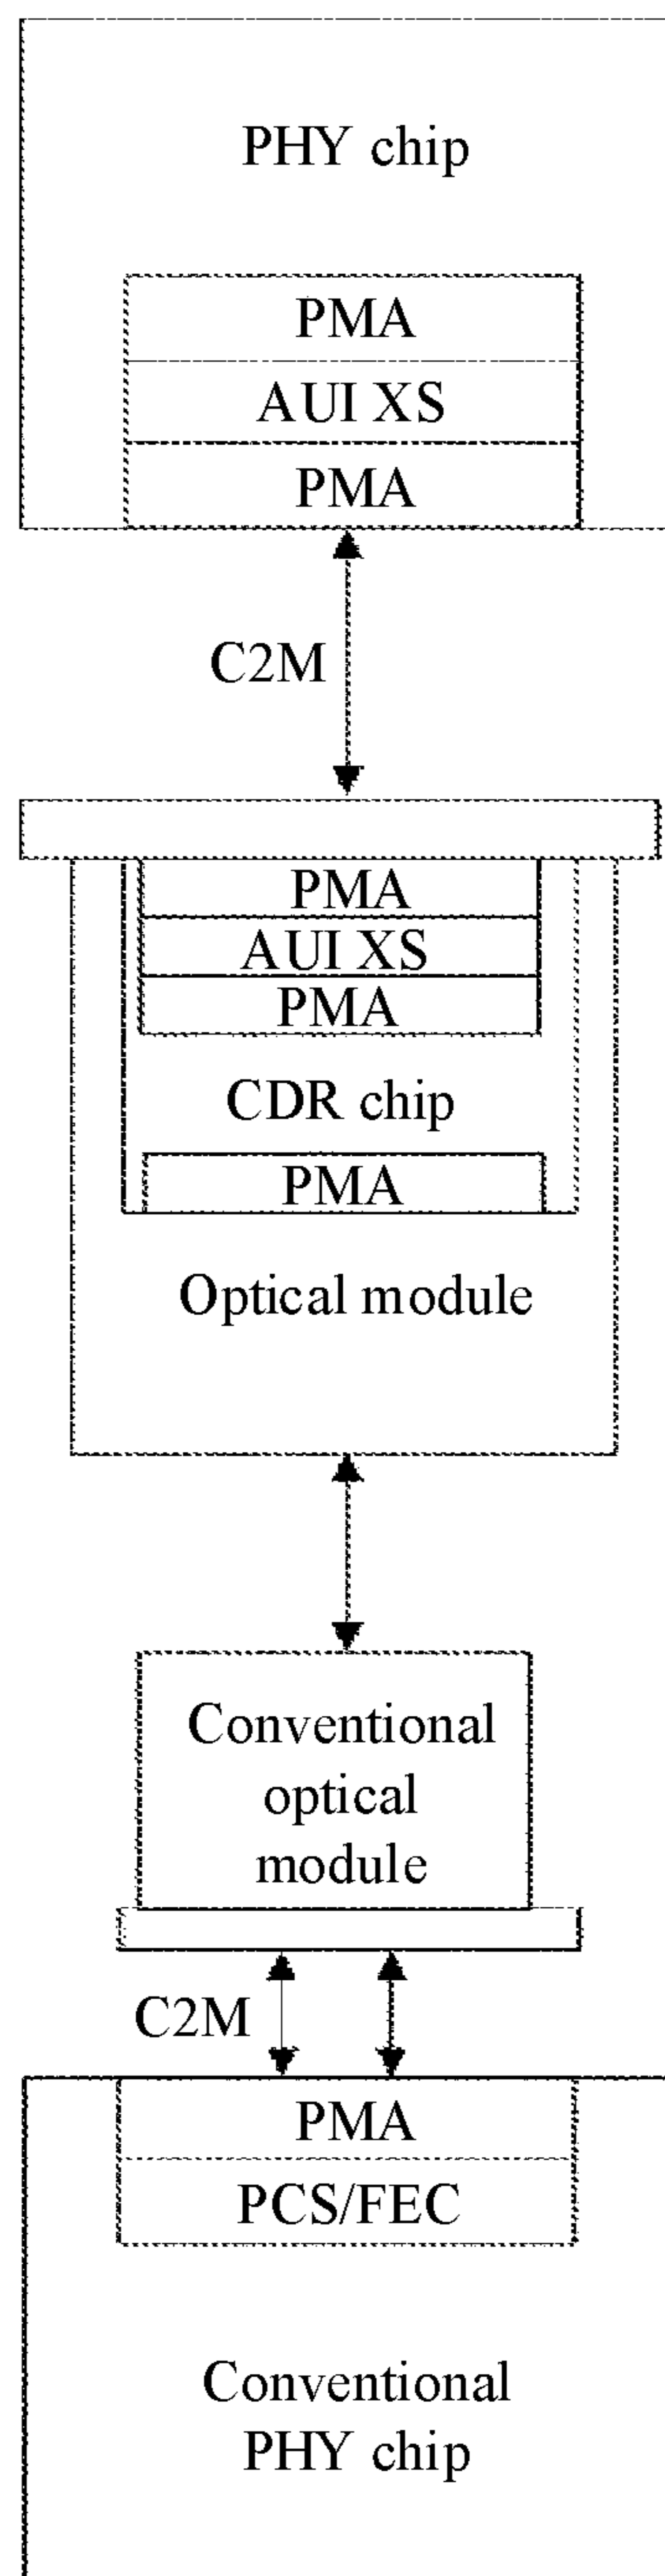 PHY chip
PMA
AUI XS
PMA
C2M
PMA
AUI XS
PMA
CDR chip
PMA
Optical module
Conventional
optical
module
C2M
PMA
PCS/FEC
Conventional
PHY chip